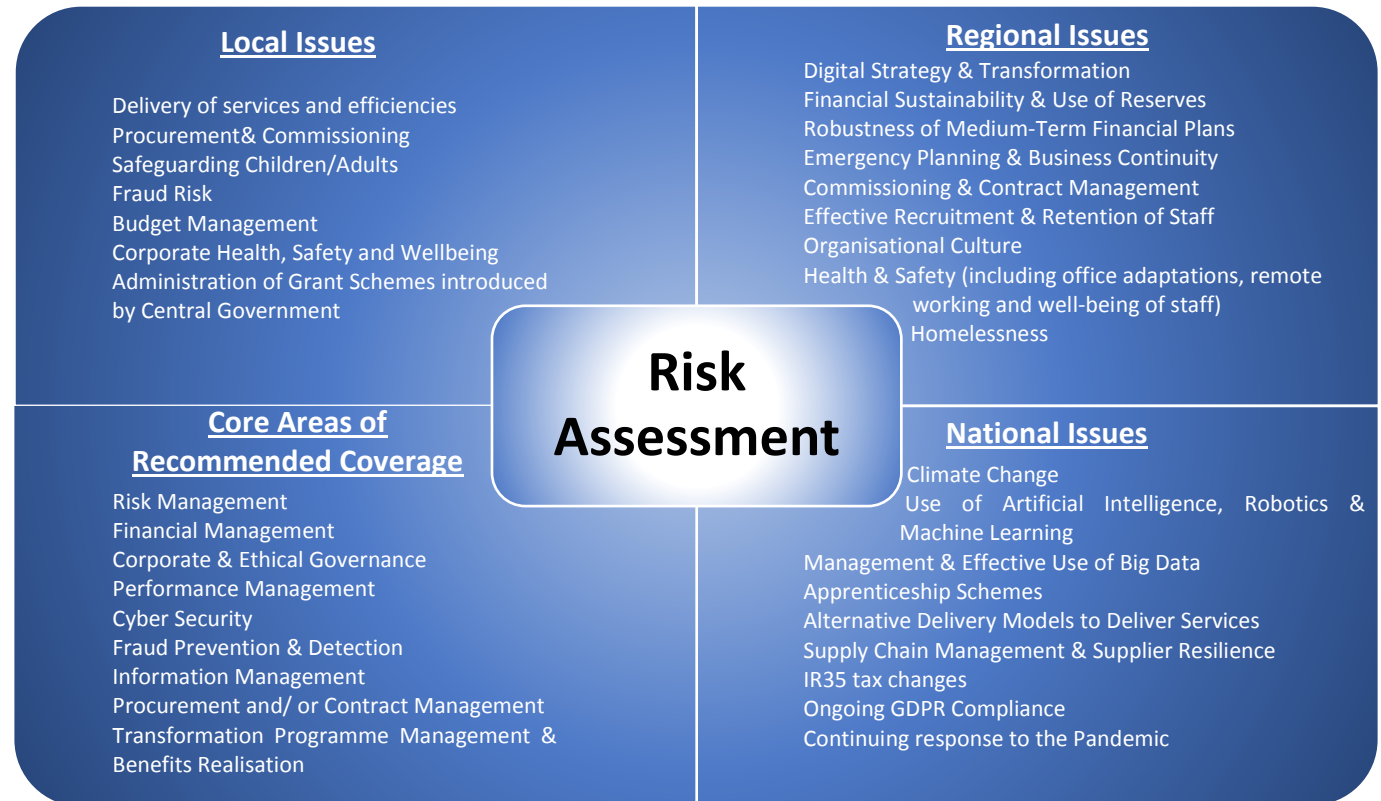 Local Issues
Delivery of services and efficiencies
Procurement& Commissioning
Safeguarding Children/Adults
Fraud Risk
Budget Management
Corporate Health, Safety and Wellbeing
Administration of Grant Schemes introduced
by Central Government
Regional Issues
Digital Strategy & Transformation
Financial Sustainability & Use of Reserves
Robustness of Medium-Term Financial Plans
Emergency Planning & Business Continuity
Commissioning & Contract Management
Effective Recruitment & Retention of Staff
Organisational Culture
Health & Safety (including office adaptations, remote
working and well-being of staff)
Homelessness
Risk
Assessment
Core Areas of
Recommended Coverage
Risk Management
Financial Management
Corporate & Ethical Governance
Performance Management
Cyber Security
Fraud Prevention & Detection
Information Management
Procurement and/ or Contract Management
Transformation Programme Management &
Benefits Realisation
National Issues
Climate Change
Use of Artificial Intelligence, Robotics &
Machine Learning
Management & Effective Use of Big Data
Apprenticeship Schemes
Alternative Delivery Models to Deliver Services
Supply Chain Management & Supplier Resilience
IR35 tax changes
Ongoing GDPR Compliance
Continuing response to the Pandemic